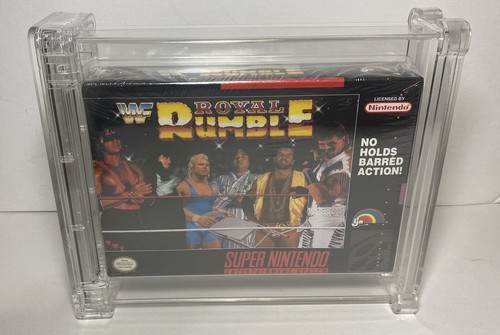 WF
ROYAL
RUMBLE
LICENSED BY
Nintendo
NO
HOLDS
BARRED
ACTION!
SUPER NINTENDO